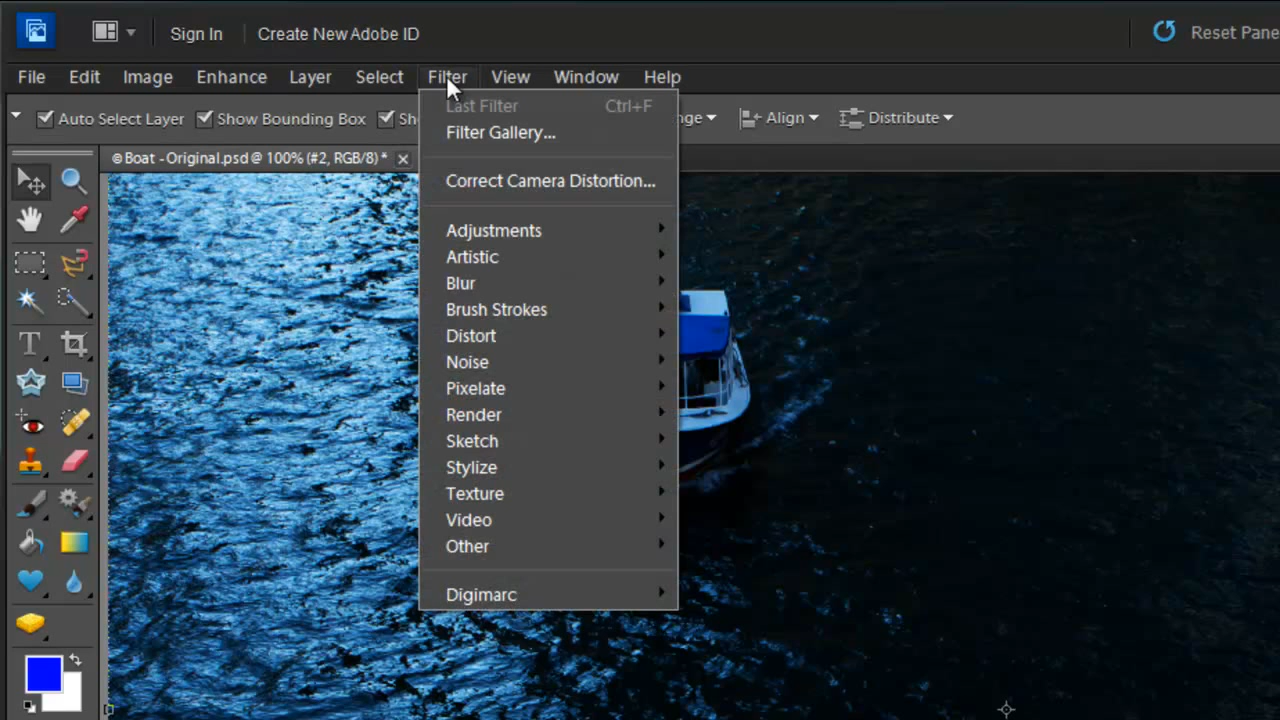 Sign In Create New Adobe ID Reset Pane
File Edit Image Enhance Layer Select Filter View Window Help
Auto Select Layer Show Bounding Box Sho nge Align Distribute
©Boat - Original.psd @ 100% (#2, RGB/8) *
Last Filter Ctrl+F
Filter Gallery...
Correct Camera Distortion...
Adjustments
Artistic
Blur
Brush Strokes
Distort
Noise
Pixelate
Render
Sketch
Stylize
Texture
Video
Other
Digimarc